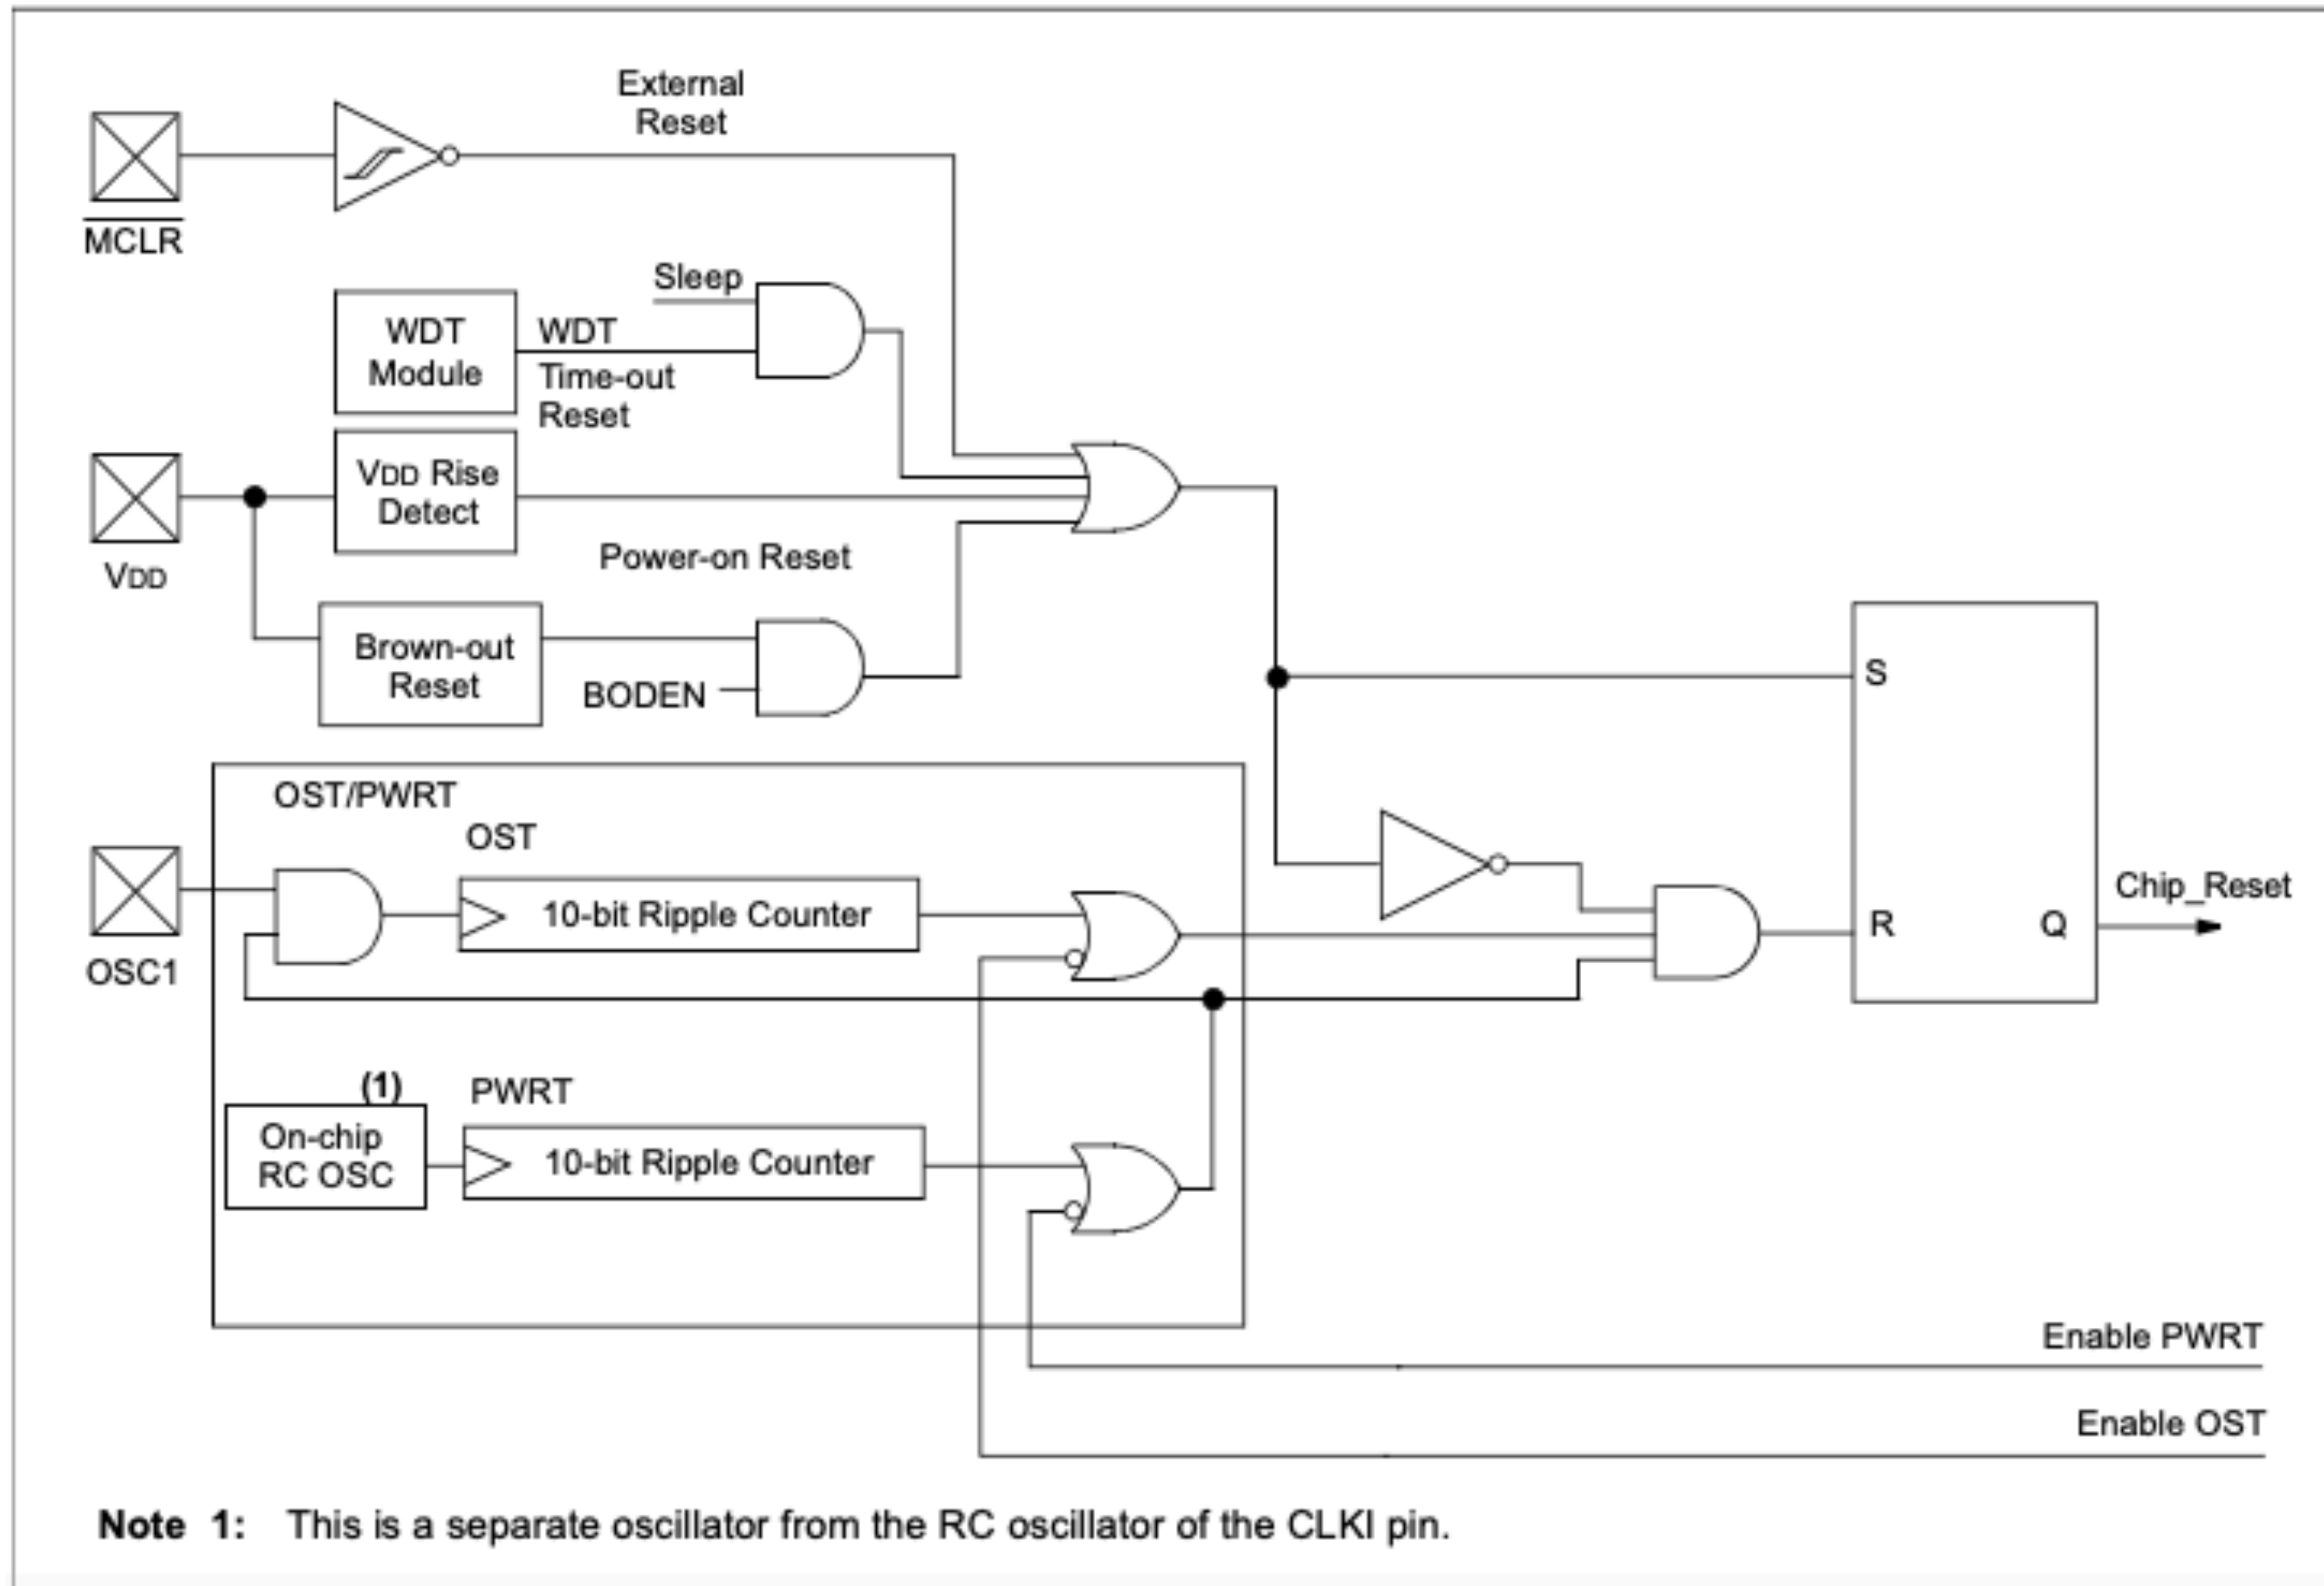 External
Reset
MCLR
Sleep
WDT
Module
WDT
Time-out
Reset
VDD Rise
Detect
VDD
Power-on Reset
Brown-out
Reset
BODEN
S
OST/PWRT
OST
10-bit Ripple Counter
OSC1
Chip_Reset
R
Q
(1)
PWRT
On-chip
RC OSC
10-bit Ripple Counter
Enable PWRT
Enable OST
Note 1: This is a separate oscillator from the RC oscillator of the CLKI pin.